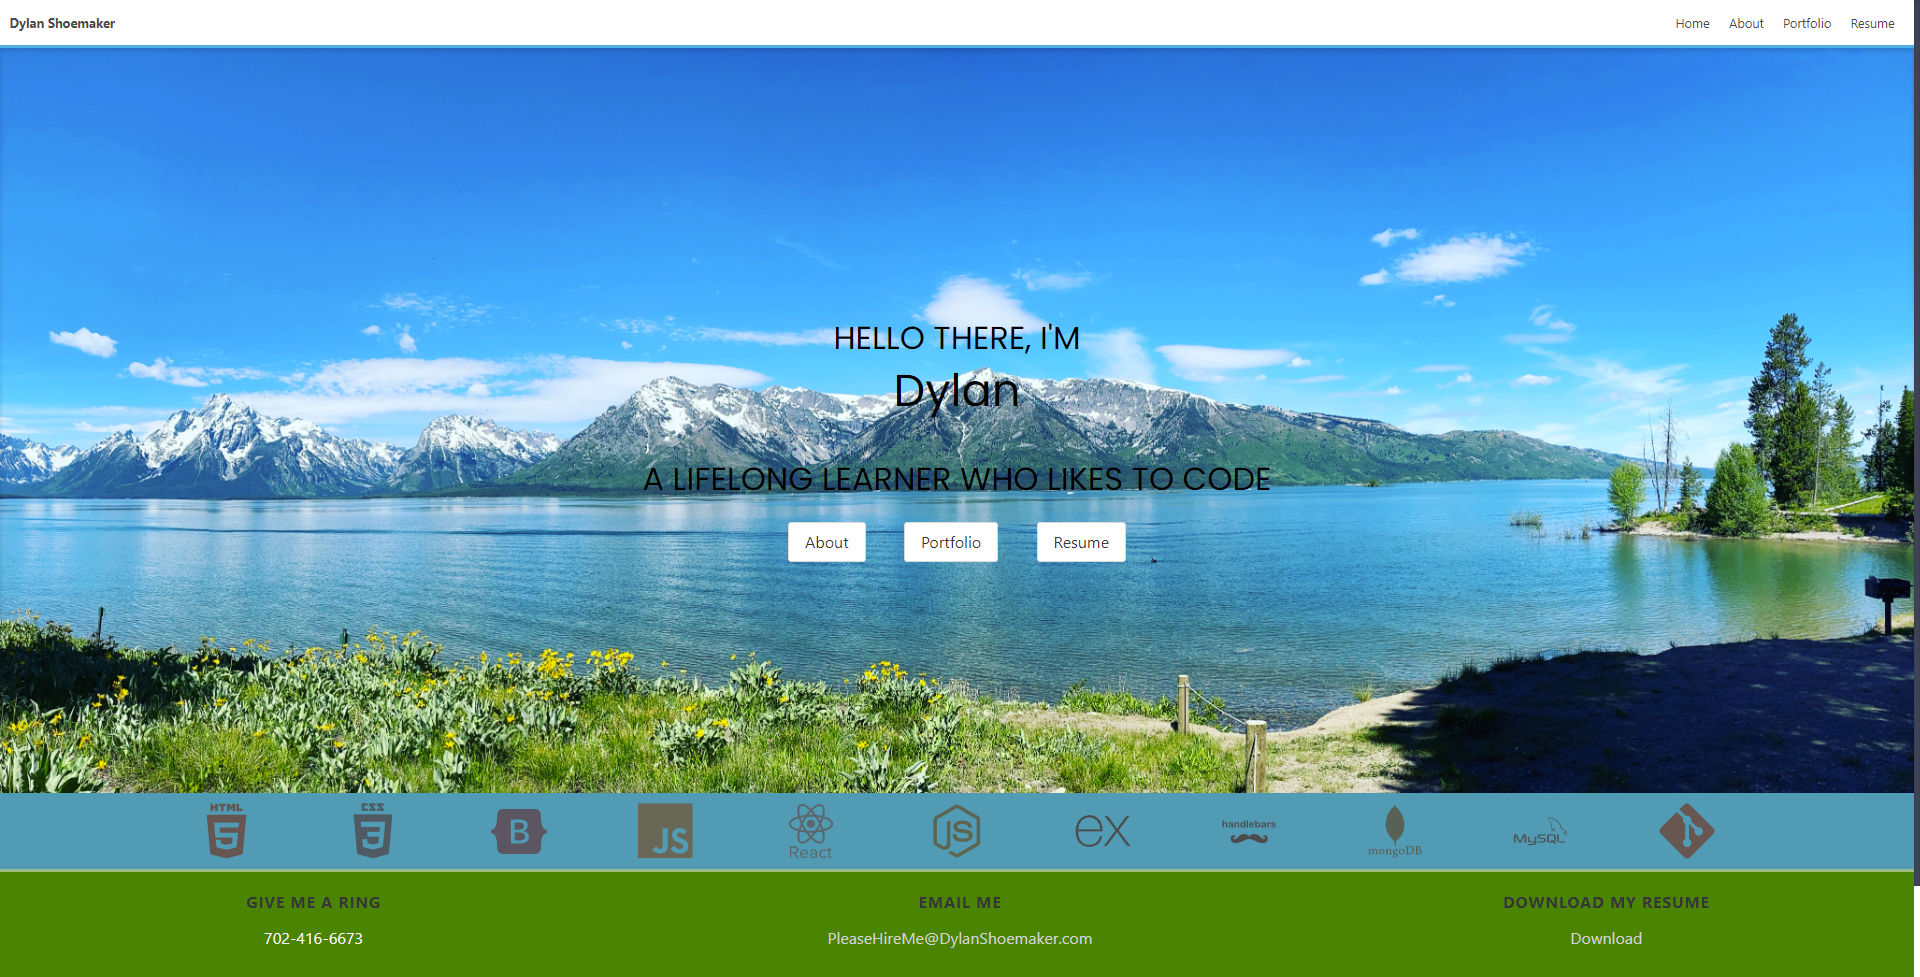 Dylan Shoemaker
Home About Portfolio Resume
HELLO THERE, I'M
Dylan
A LIFELONG LEARNER WHO LIKES TO CODE
About Portfolio Resume
HTML
5
CSS
3
B
JS
React
JS
ex
handlebars
mongoDB
MySQL
GIVE ME A RING
702-416-6673
EMAIL ME
PleaseHireMe@DylanShoemaker.com
DOWNLOAD MY RESUME
Download